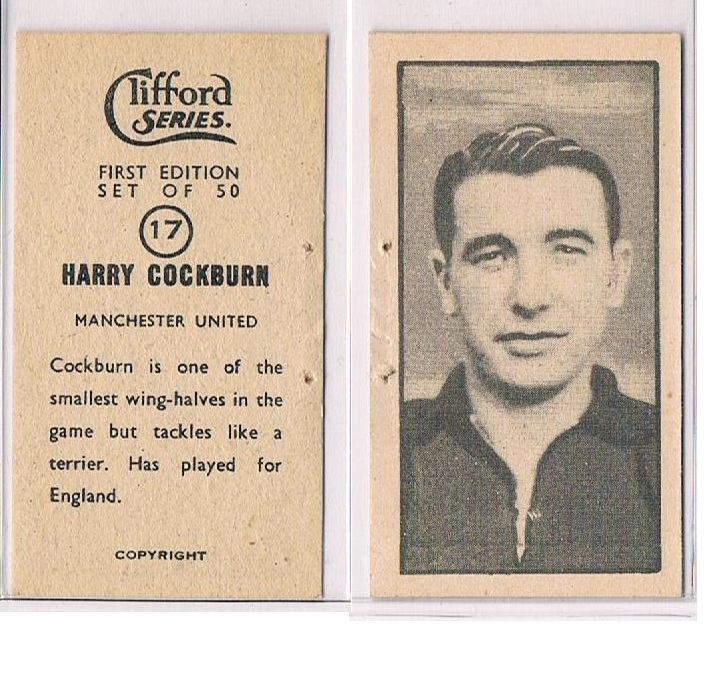 Clifford
SERIES.
FIRST EDITION
SET OF 50
17
HARRY COCKBURN
MANCHESTER UNITED
Cockburn is one of the
smallest wing-halves in the
game but tackles like a
terrier. Has played for
England.
COPYRIGHT